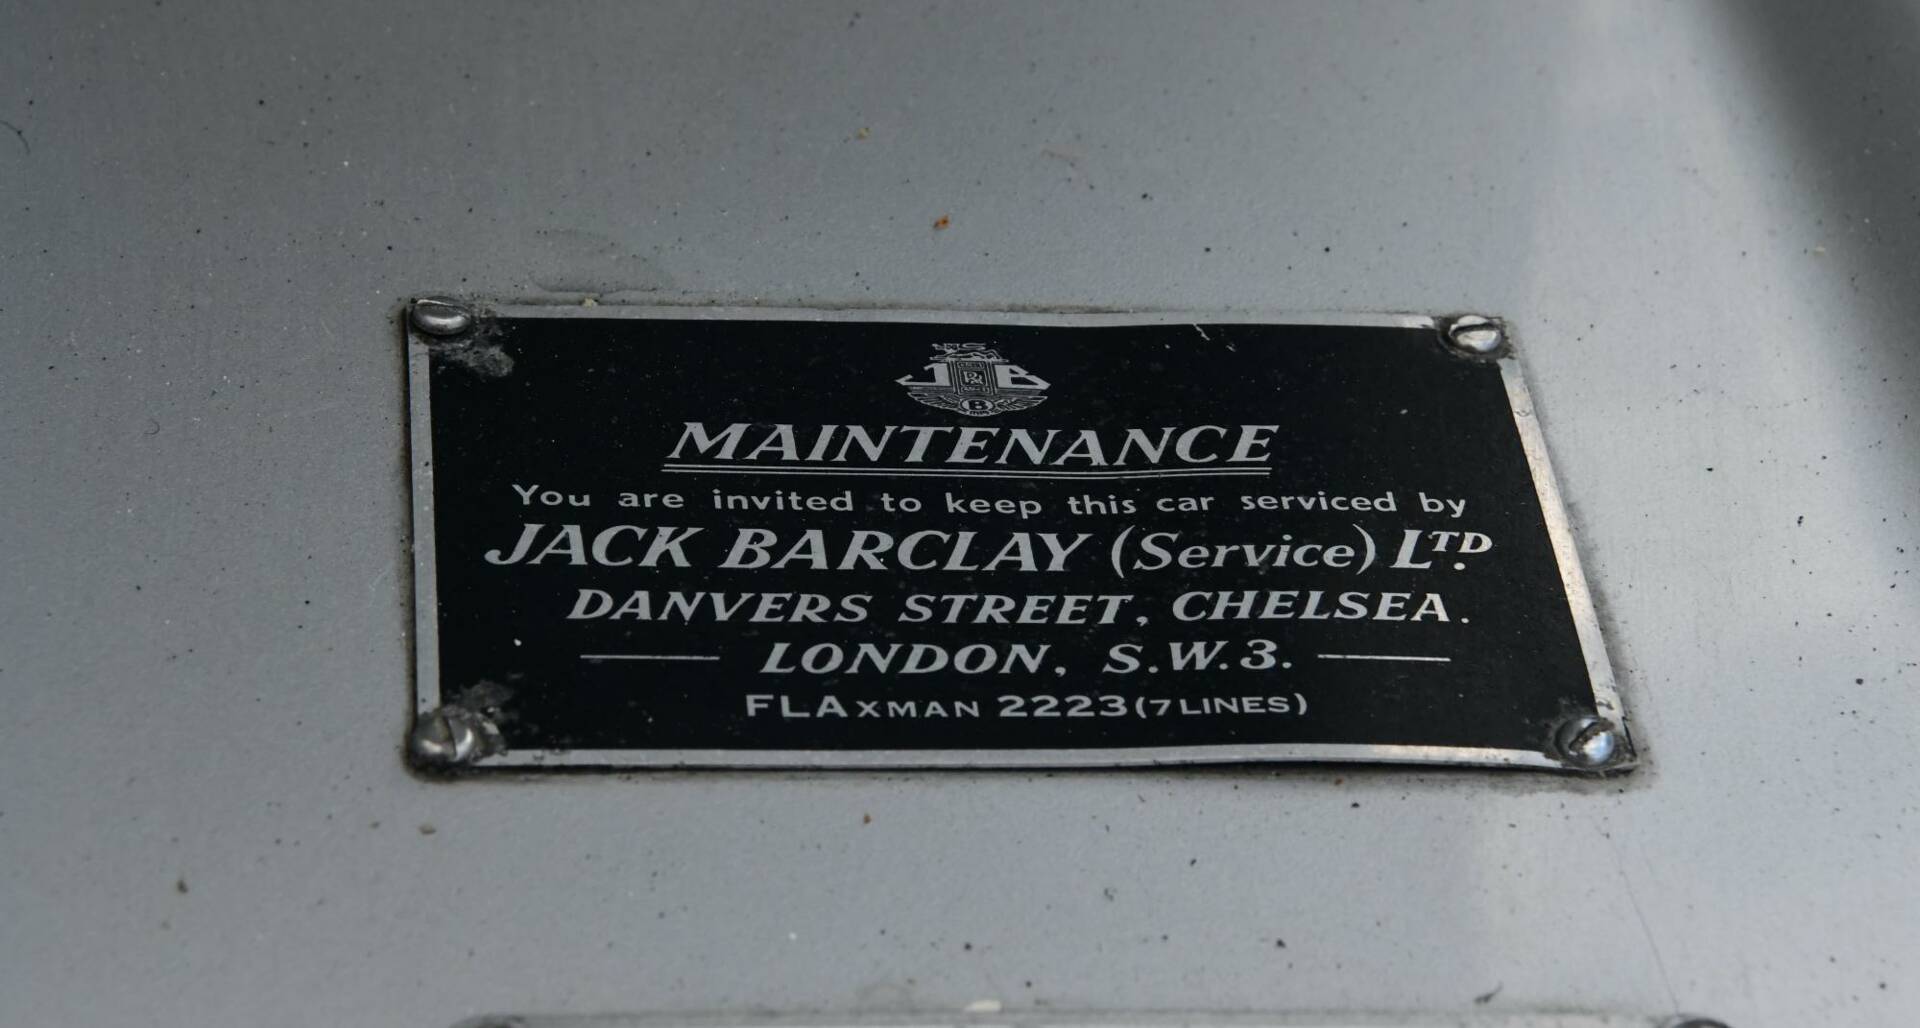 J B
RR
B
MAINTENANCE
You are invited to keep this car serviced by
JACK BARCLAY (Service) LTD.
DANVERS STREET, CHELSEA.
LONDON, S.W.3.
FLAXMAN 2223 (7 LINES)